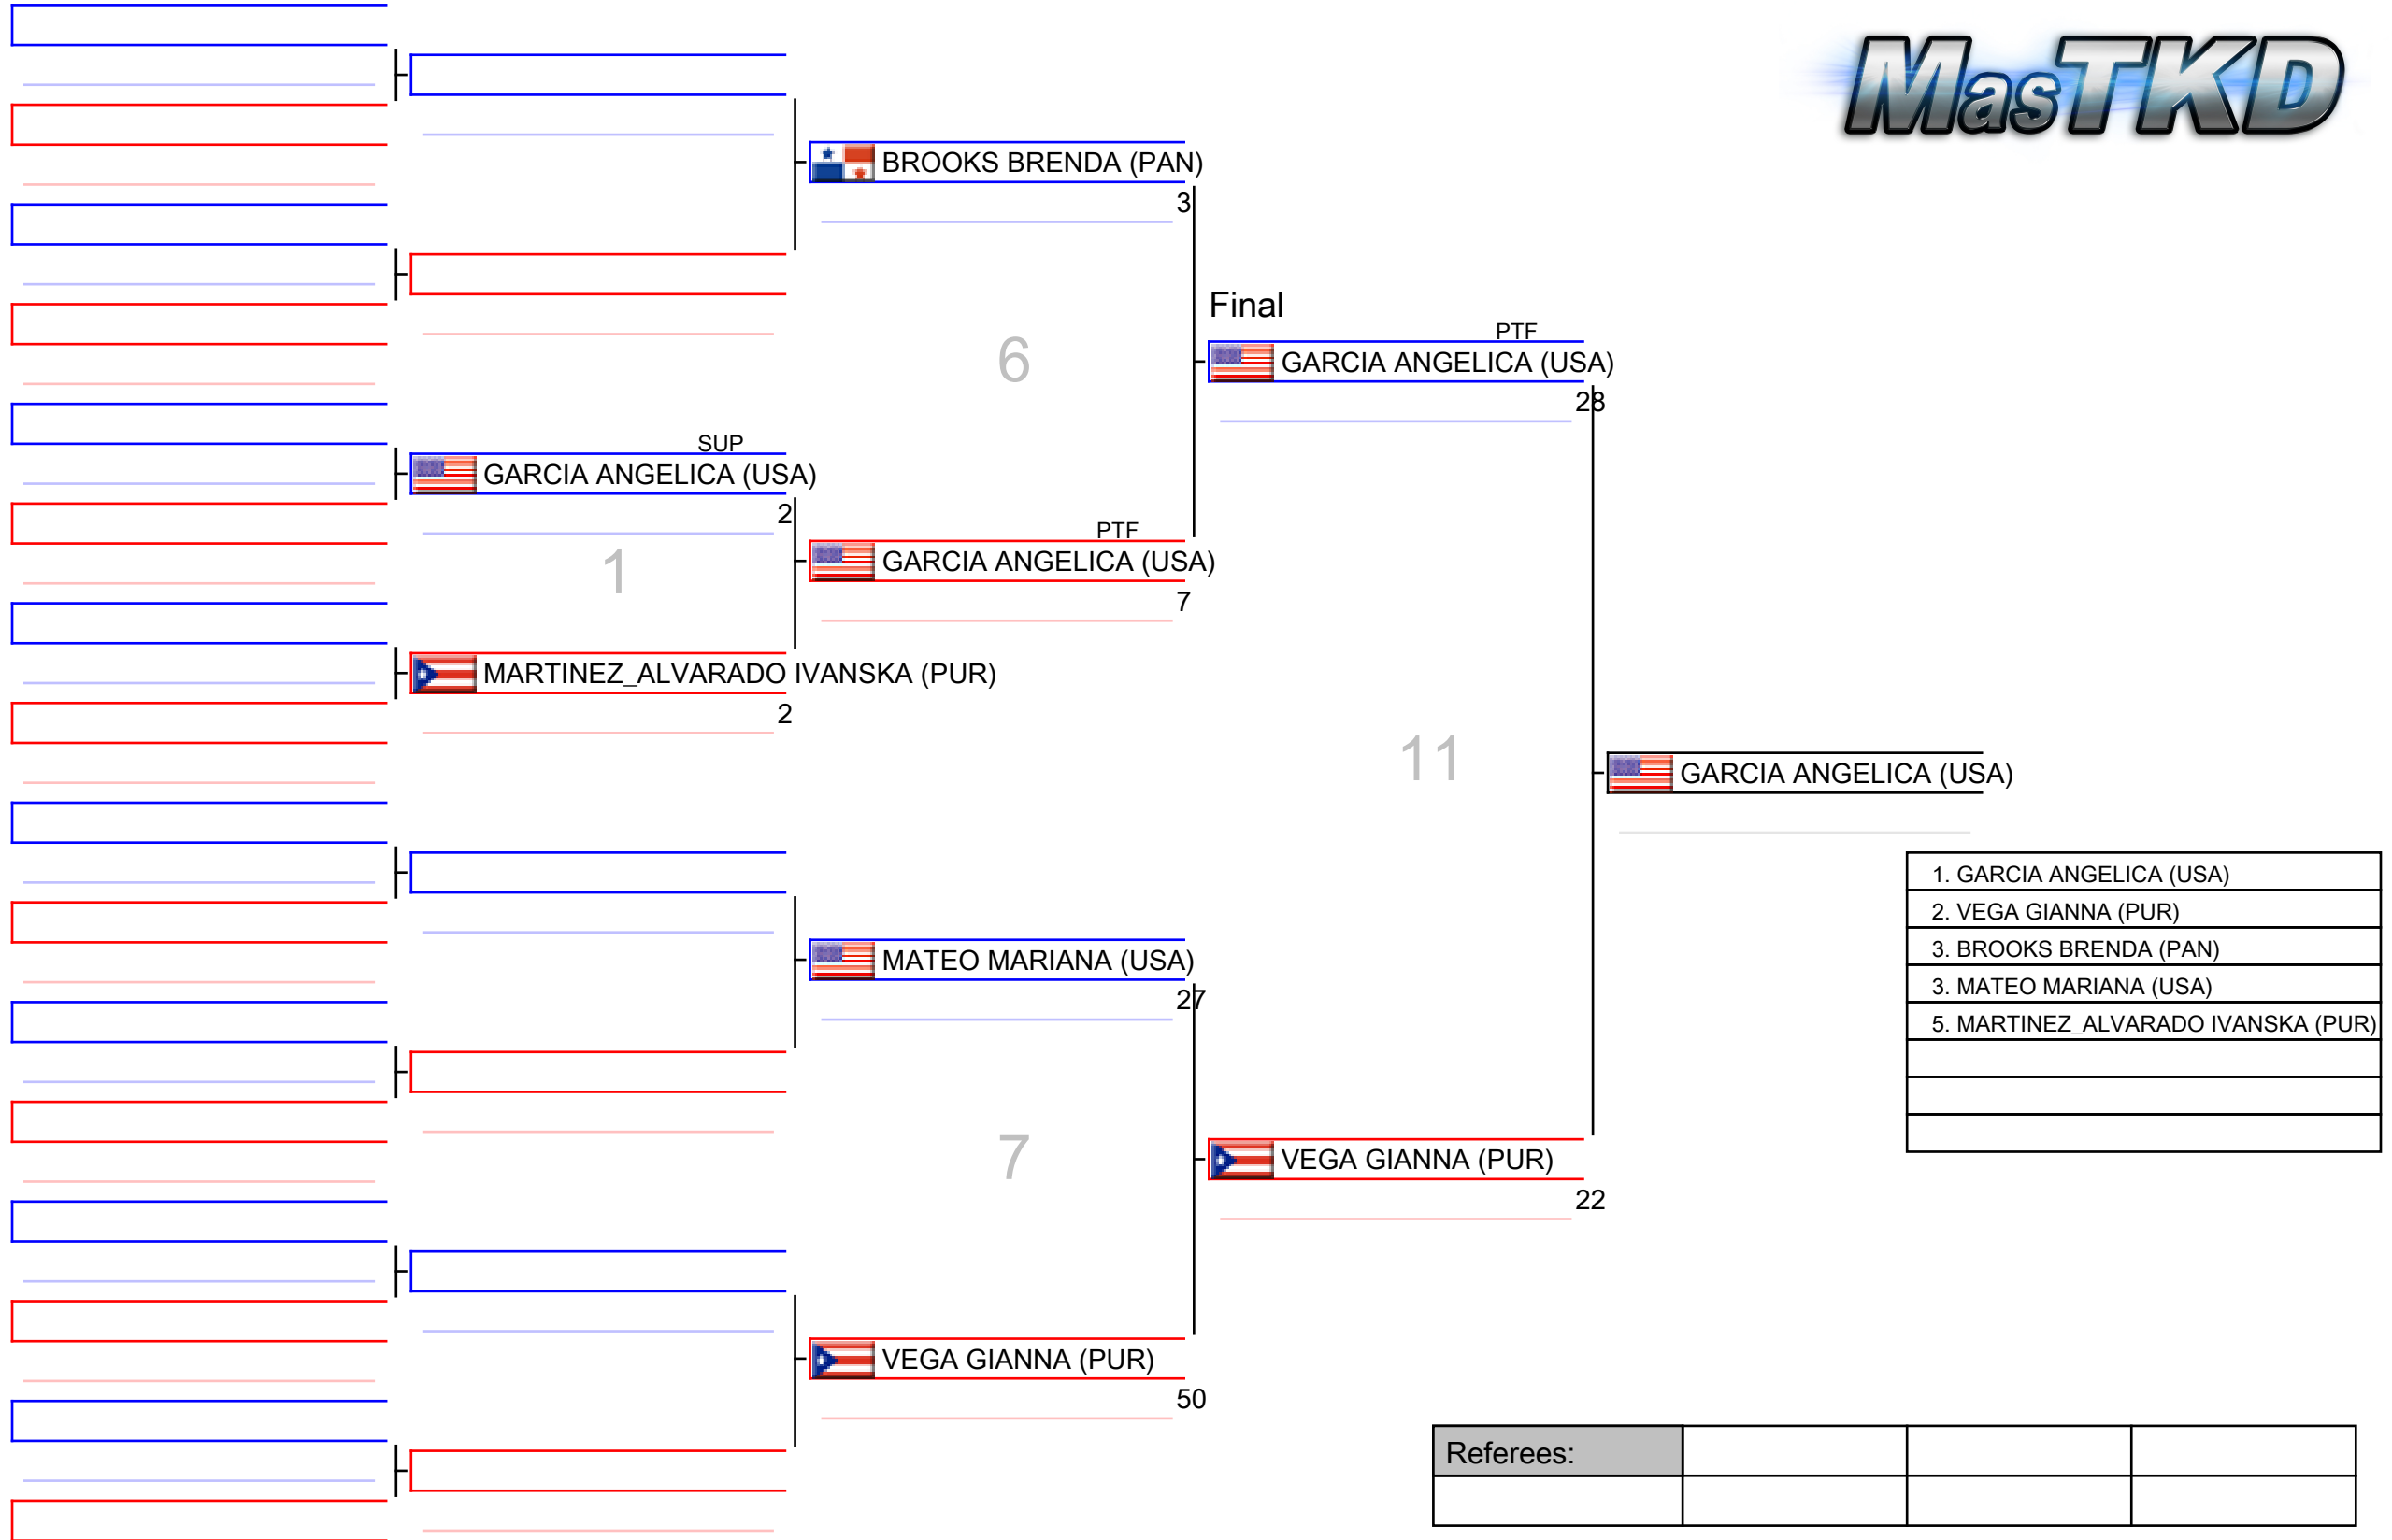 MasTKD
BROOKS BRENDA (PAN)
3
6
Final
PTF
GARCIA ANGELICA (USA)
28
SUP
GARCIA ANGELICA (USA)
2
1
PTF
GARCIA ANGELICA (USA)
7
MARTINEZ_ALVARADO IVANSKA (PUR)
2
11
GARCIA ANGELICA (USA)
1. GARCIA ANGELICA (USA)
2. VEGA GIANNA (PUR)
3. BROOKS BRENDA (PAN)
3. MATEO MARIANA (USA)
5. MARTINEZ_ALVARADO IVANSKA (PUR)
MATEO MARIANA (USA)
27
7
VEGA GIANNA (PUR)
22
VEGA GIANNA (PUR)
50
Referees: